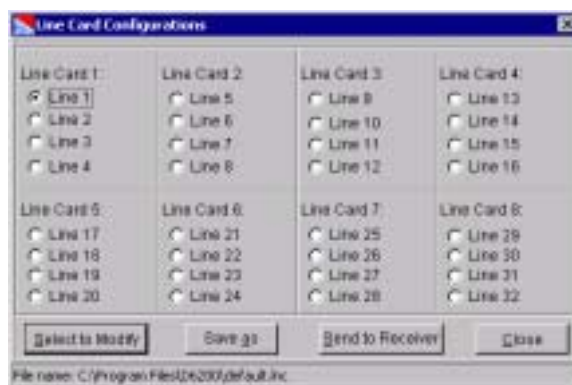 Line Card Configurations
Line Card 1:
Line 1
Line 2
Line 3
Line 4
Line Card 2
Line 5
Line 6
Line 7
Line 8
Line Card 3
Line 9
Line 10
Line 11
Line 12
Line Card 4:
Line 13
Line 14
Line 15
Line 16
Line Card 5:
Line 17
Line 18
Line 19
Line 20
Line Card 6:
Line 21
Line 22
Line 23
Line 24
Line Card 7:
Line 25
Line 26
Line 27
Line 28
Line Card 8:
Line 29
Line 30
Line 31
Line 32
Select to Modify
Save as
Send to Receiver
Close
File name: C:\Program Files\D6200\default.lnc